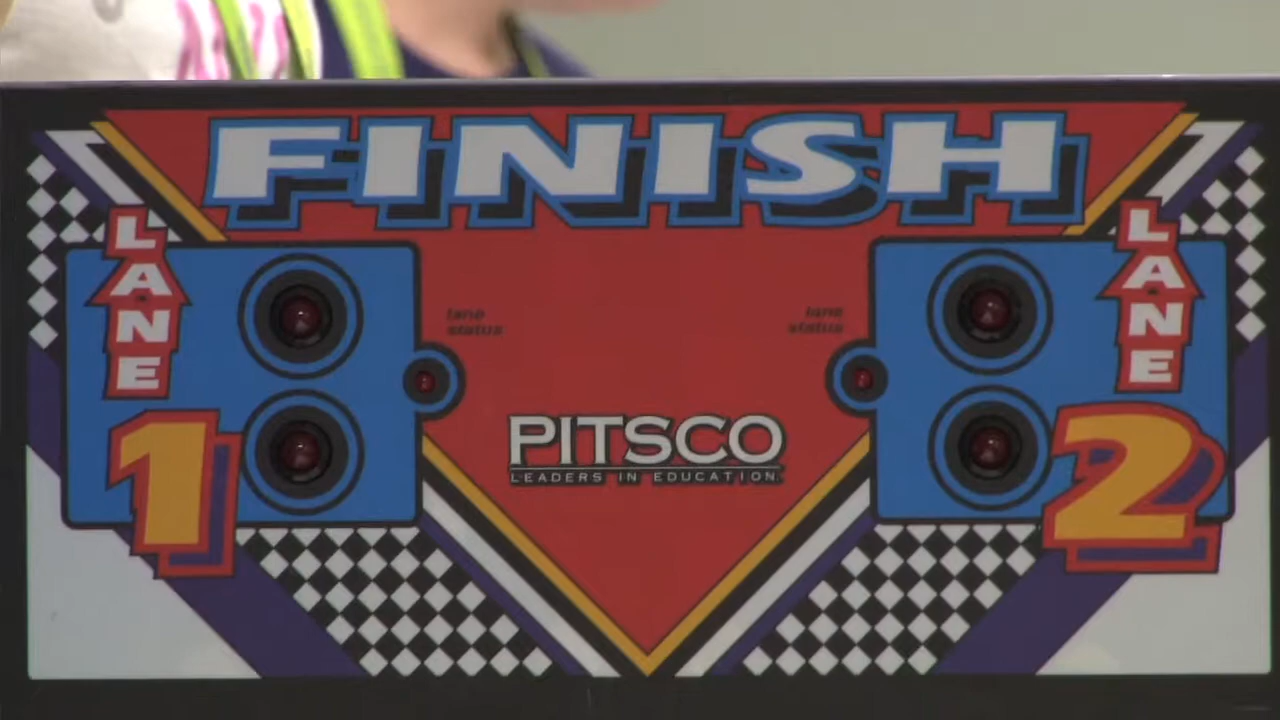 FINISH
LANE
1
lane
status
lane
status
LANE
2
PITSCO
LEADERS IN EDUCATION.